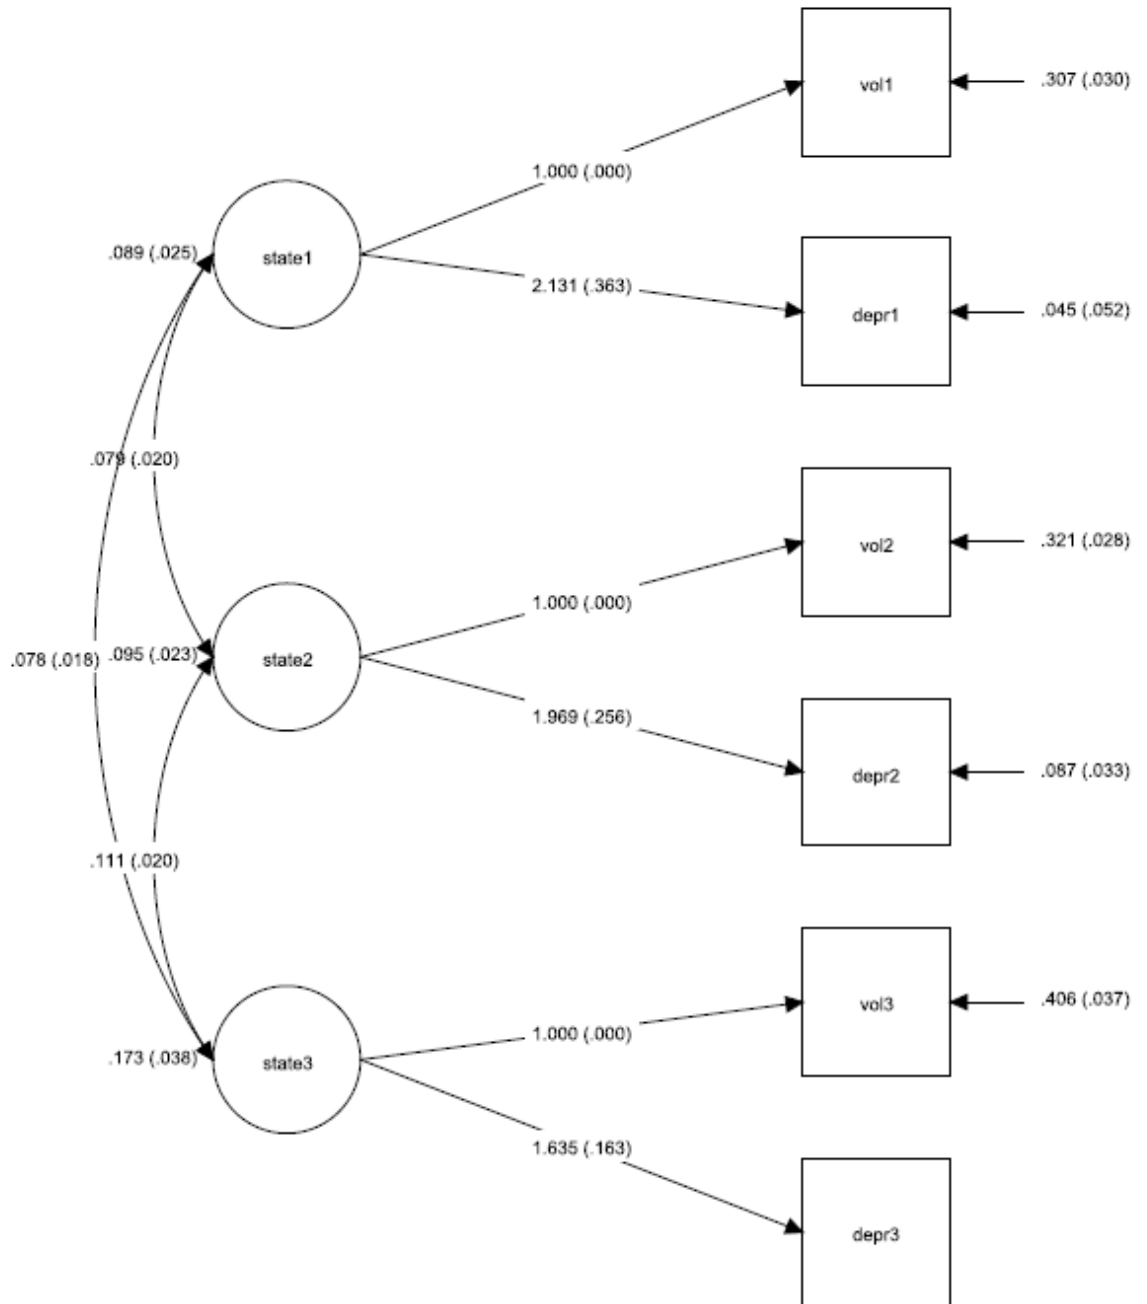 vol1
.307 (.030)
1.000 (.000)
.089 (.025)
state1
2.131 (.363)
depr1
.045 (.052)
.079 (.020)
vol2
.321 (.028)
1.000 (.000)
.078 (.018)
.095 (.023)
state2
1.969 (.256)
depr2
.087 (.033)
.111 (.020)
vol3
.406 (.037)
1.000 (.000)
.173 (.038)
state3
1.635 (.163)
depr3